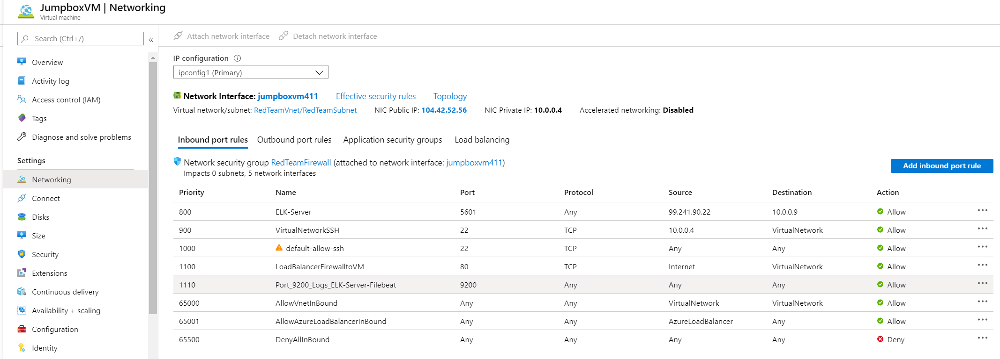 JumpboxVM | Networking
Virtual machine
Search (Ctrl+/)
«
Overview
Activity log
Access control (IAM)
Tags
Diagnose and solve problems
Settings
Networking
Connect
Disks
Size
Security
Extensions
Continuous delivery
Availability + scaling
Configuration
Identity
Attach network interface Detach network interface
IP configuration
ipconfig1 (Primary)
Network Interface: jumpboxvm411 Effective security rules Topology
Virtual network/subnet: RedTeamVnet/RedTeamSubnet NIC Public IP: 104.42.52.56 NIC Private IP: 10.0.0.4 Accelerated networking: Disabled
Inbound port rules Outbound port rules Application security groups Load balancing
Network security group RedTeamFirewall (attached to network interface: jumpboxvm411)
Impacts 0 subnets, 5 network interfaces
Add inbound port rule
Priority Name Port Protocol Source Destination Action
800 ELK-Server 5601 Any 99.241.90.22 10.0.0.9 Allow ...
900 VirtualNetworkSSH 22 TCP 10.0.0.4 VirtualNetwork Allow ...
1000 default-allow-ssh 22 TCP Any Any Allow ...
1100 LoadBalancerFirewalltoVM 80 TCP Internet VirtualNetwork Allow ...
1110 Port_9200_Logs_ELK-Server-Filebeat 9200 Any Any Any Allow ...
65000 AllowVnetInBound Any Any VirtualNetwork VirtualNetwork Allow ...
65001 AllowAzureLoadBalancerInBound Any Any AzureLoadBalancer Any Allow ...
65500 DenyAllInBound Any Any Any Any Deny ...